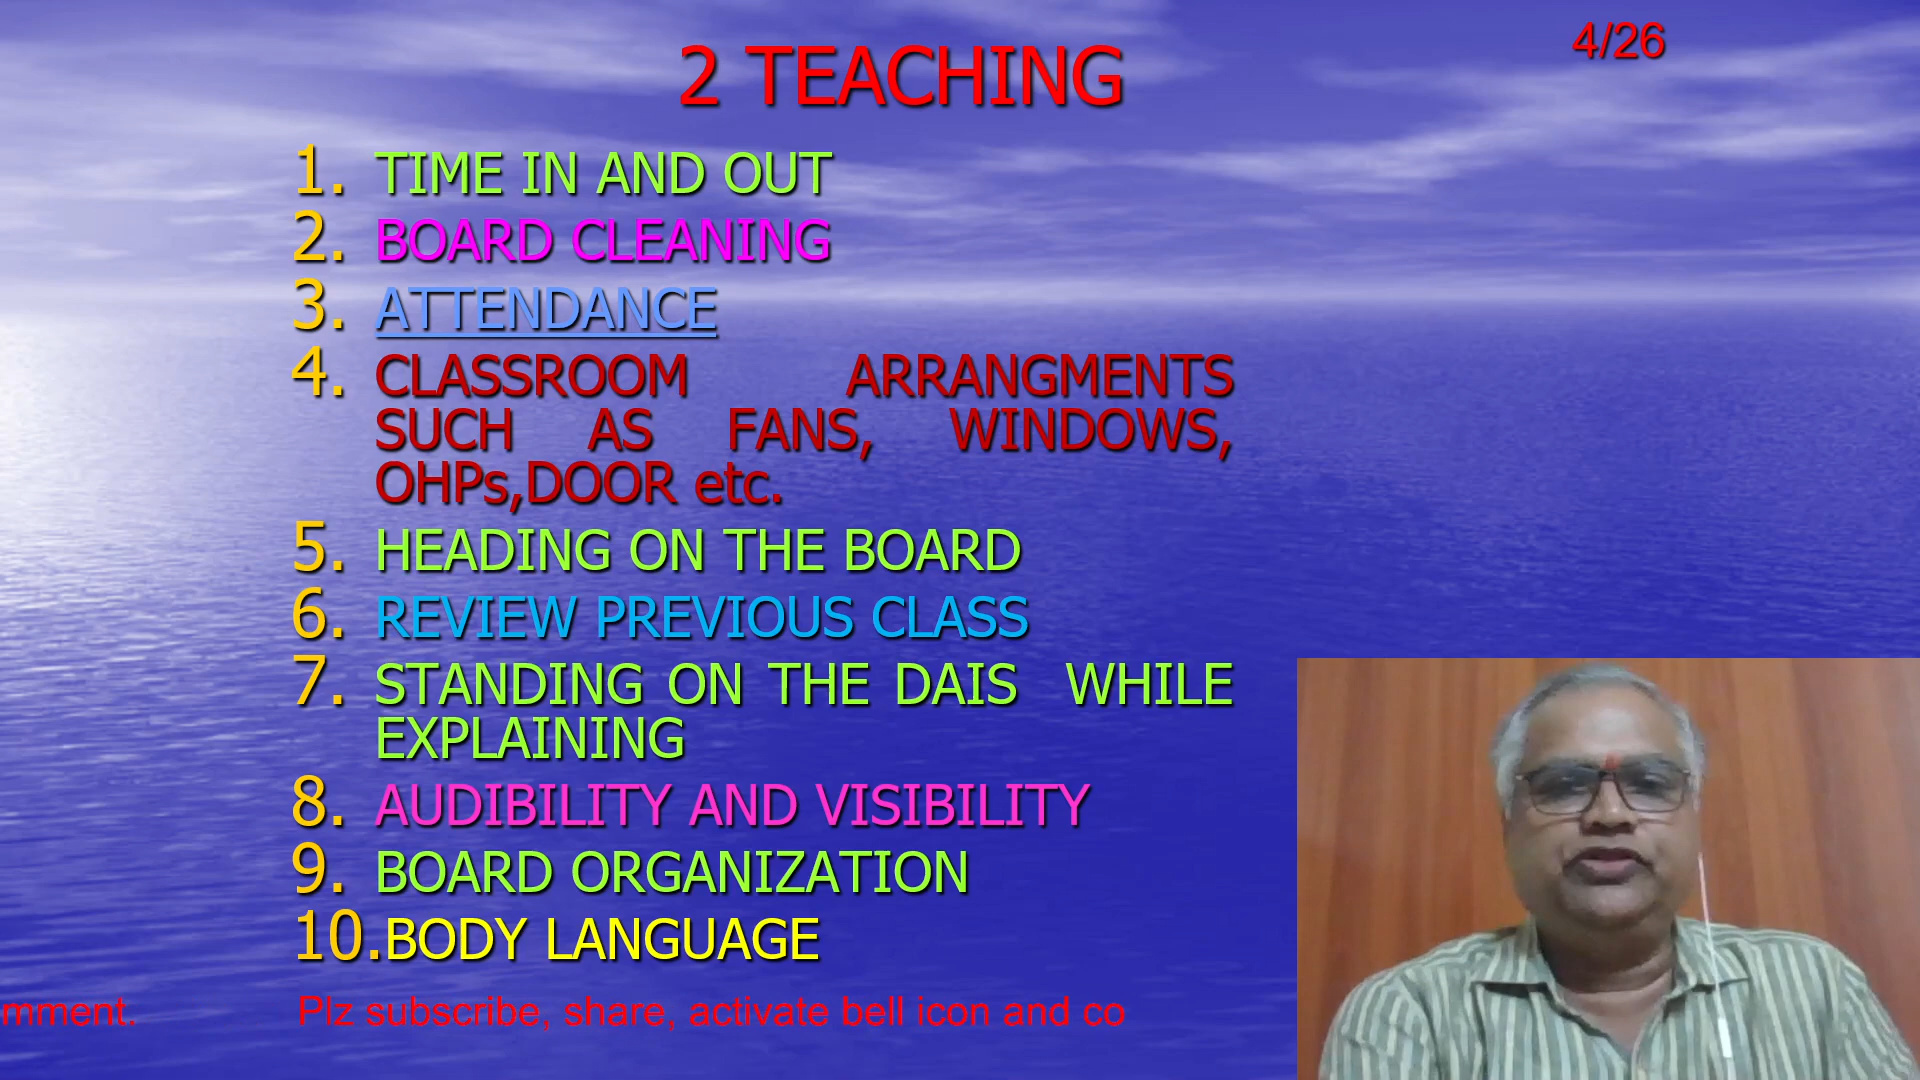 4/26
2 TEACHING
1. TIME IN AND OUT
2. BOARD CLEANING
3. ATTENDANCE
4. CLASSROOM ARRANGMENTS
SUCH AS FANS, WINDOWS,
OHPs,DOOR etc.
5. HEADING ON THE BOARD
6. REVIEW PREVIOUS CLASS
7. STANDING ON THE DAIS WHILE
EXPLAINING
8. AUDIBILITY AND VISIBILITY
9. BOARD ORGANIZATION
10.BODY LANGUAGE
mment. Plz subscribe, share, activate bell icon and co